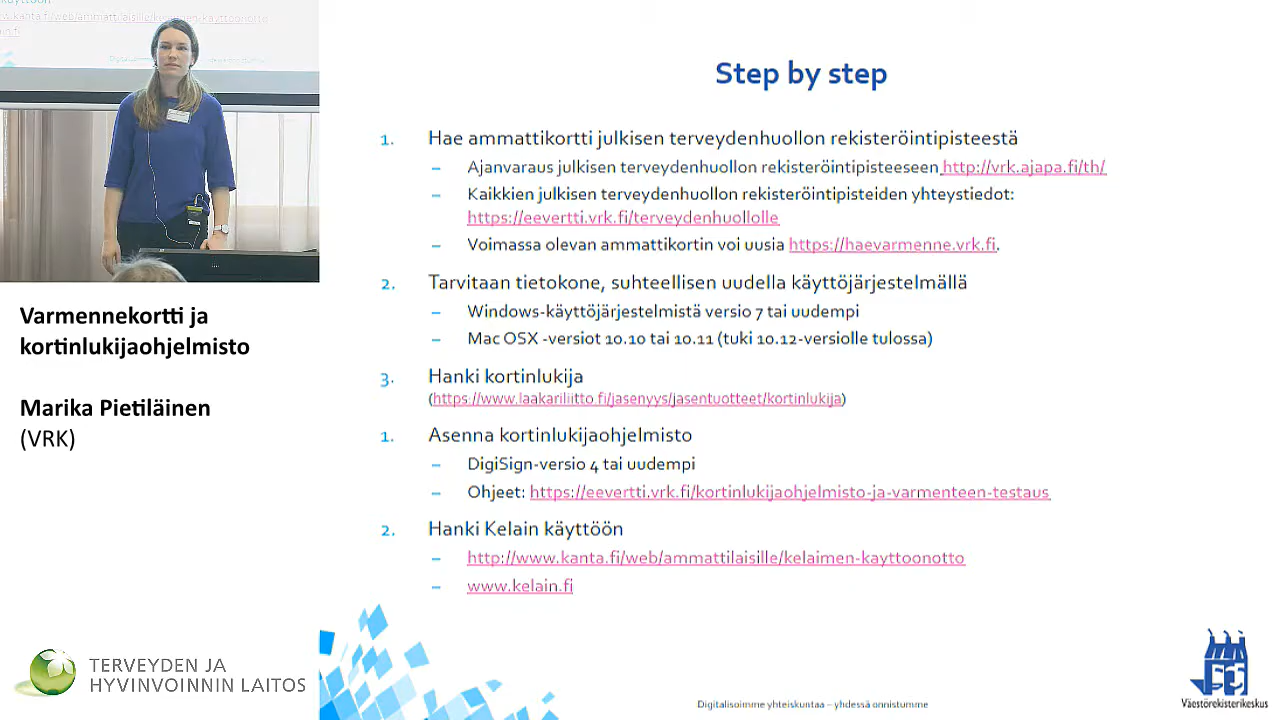 käyttöön
Step by step
1. Hae ammattikortti julkisen terveydenhuollon rekisteröintipisteestä
– Ajanvaraus julkisen terveydenhuollon rekisteröintipisteeseen http://vrk.ajapa.fi/th/
– Kaikkien julkisen terveydenhuollon rekisteröintipisteiden yhteystiedot:
https://eevertti.vrk.fi/terveydenhuollolle
– Voimassa olevan ammattikortin voi uusia https://haevarmenne.vrk.fi.
2. Tarvitaan tietokone, suhteellisen uudella käyttöjärjestelmällä
– Windows-käyttöjärjestelmistä versio 7 tai uudempi
– Mac OSX -versiot 10.10 tai 10.11 (tuki 10.12-versiolle tulossa)
3. Hanki kortinlukija
(https://www.laakariliitto.fi/jasenyys/jasentuotteet/kortinlukija)
1. Asenna kortinlukijaohjelmisto
– DigiSign-versio 4 tai uudempi
– Ohjeet: https://eevertti.vrk.fi/kortinlukijaohjelmisto-ja-varmenteen-testaus
2. Hanki Kelain käyttöön
– http://www.kanta.fi/web/ammattilaisille/kelaimen-kayttoonotto
– www.kelain.fi
Varmennekortti ja
kortinlukijaohjelmisto
Marika Pietiläinen
(VRK)
TERVEYDEN JA
HYVINVOINNIN LAITOS
Digitalisoimme yhteiskuntaa – yhdessä onnistumme
Väestörekisterikeskus